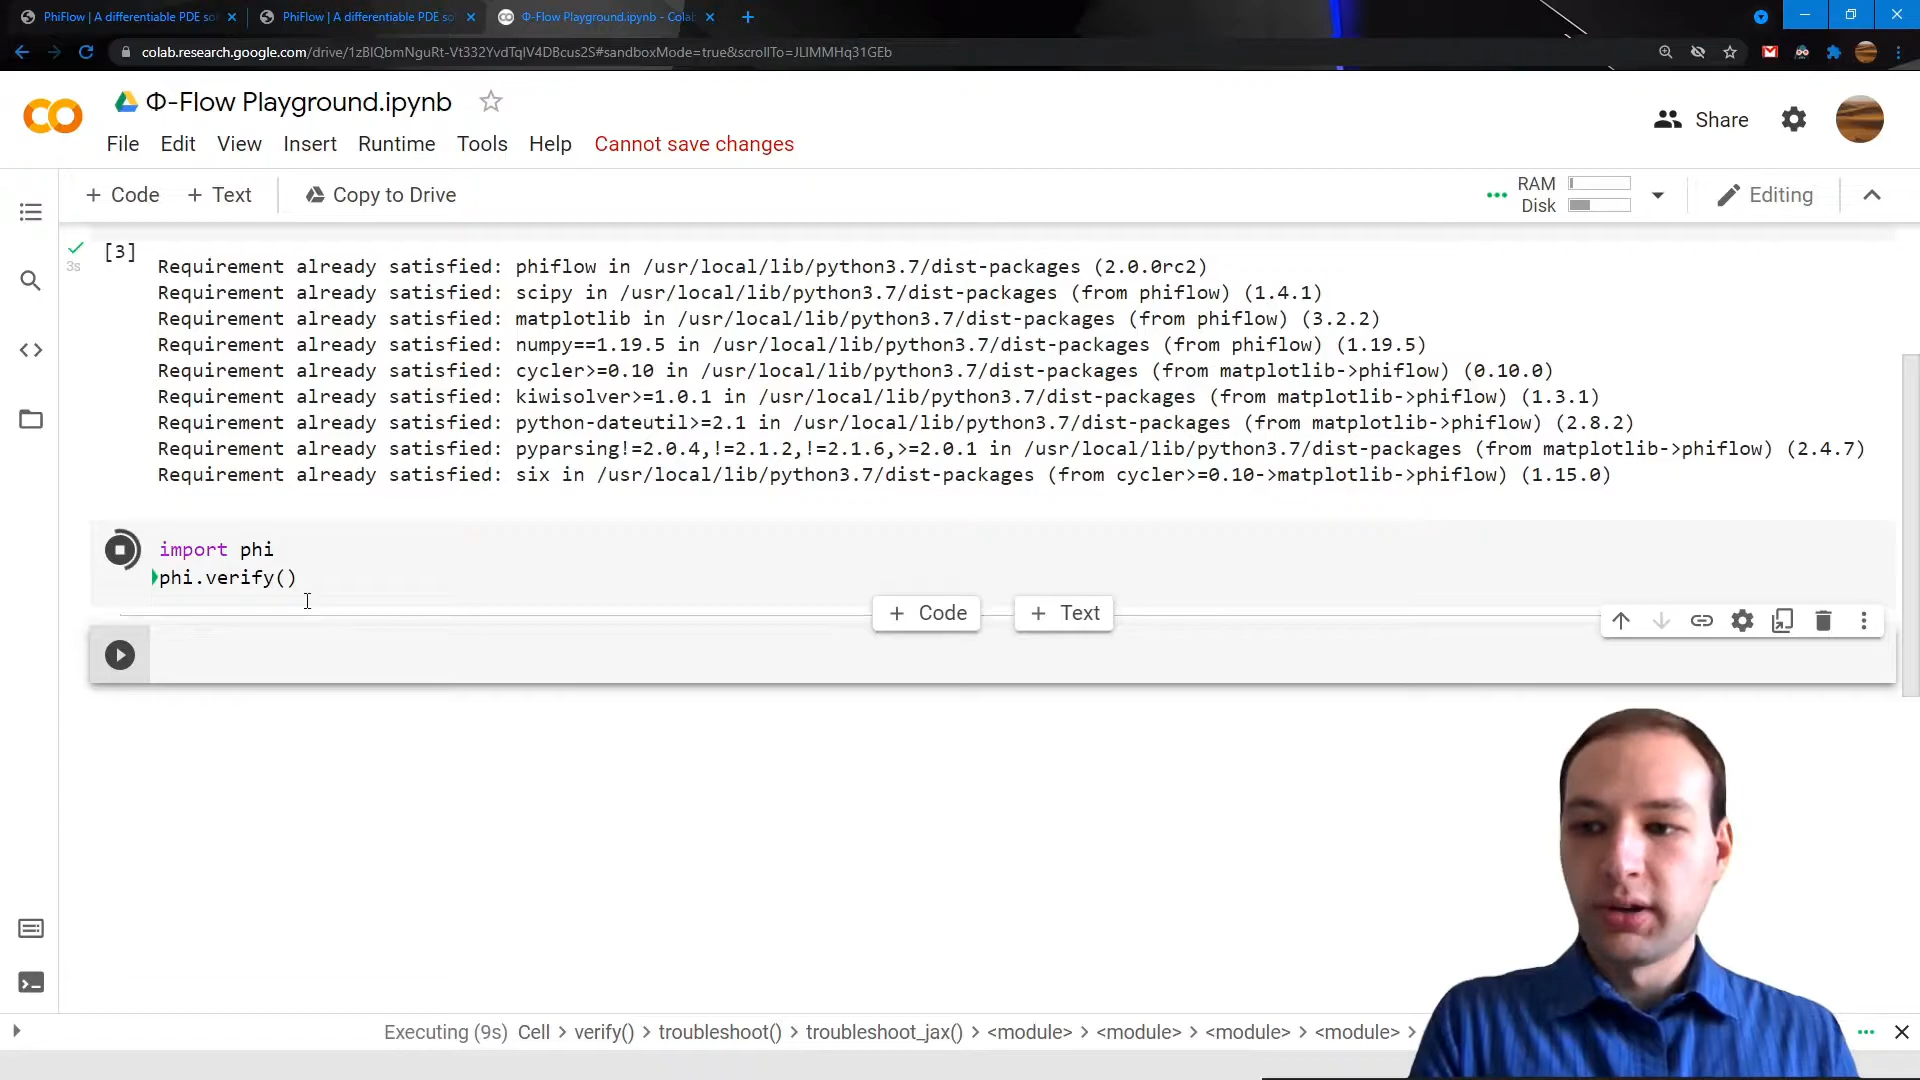 PhiFlow | A differentiable PDE so
PhiFlow | A differentiable PDE so
Φ-Flow Playground.ipynb - Colab
colab.research.google.com/drive/1zBlQbmNguRt-Vt332YvdTqlV4DBcus2S#sandboxMode=true&scrollTo=JLlMMHq31GEb
Φ-Flow Playground.ipynb
Share
File Edit View Insert Runtime Tools Help Cannot save changes
+ Code + Text Copy to Drive
RAM
Disk
Editing
[3]
3s
Requirement already satisfied: phiflow in /usr/local/lib/python3.7/dist-packages (2.0.0rc2)
Requirement already satisfied: scipy in /usr/local/lib/python3.7/dist-packages (from phiflow) (1.4.1)
Requirement already satisfied: matplotlib in /usr/local/lib/python3.7/dist-packages (from phiflow) (3.2.2)
Requirement already satisfied: numpy==1.19.5 in /usr/local/lib/python3.7/dist-packages (from phiflow) (1.19.5)
Requirement already satisfied: cycler>=0.10 in /usr/local/lib/python3.7/dist-packages (from matplotlib->phiflow) (0.10.0)
Requirement already satisfied: kiwisolver>=1.0.1 in /usr/local/lib/python3.7/dist-packages (from matplotlib->phiflow) (1.3.1)
Requirement already satisfied: python-dateutil>=2.1 in /usr/local/lib/python3.7/dist-packages (from matplotlib->phiflow) (2.8.2)
Requirement already satisfied: pyparsing!=2.0.4,!=2.1.2,!=2.1.6,>=2.0.1 in /usr/local/lib/python3.7/dist-packages (from matplotlib->phiflow) (2.4.7)
Requirement already satisfied: six in /usr/local/lib/python3.7/dist-packages (from cycler>=0.10->matplotlib->phiflow) (1.15.0)
import phi
phi.verify()
+ Code + Text
Executing (9s) Cell > verify() > troubleshoot() > troubleshoot_jax() > <module> > <module> > <module> > <module> >